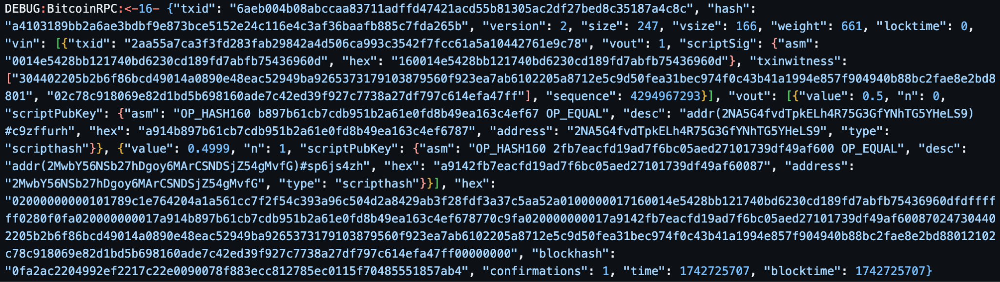 DEBUG:BitcoinRPC:<-16- {"txid": "6aeb004b08abccaa83711adffd47421acd55b81305ac2df27bed8c35187a4c8c", "hash":
"a4103189bb2a6ae3bdbf9e873bce5152e24c116e4c3af36baafb885c7fda265b", "version": 2, "size": 247, "vsize": 166, "weight": 661, "locktime": 0,
"vin": [{"txid": "2aa55a7ca3f3fd283fab29842a4d506ca993c3542f7fcc61a5a10442761e9c78", "vout": 1, "scriptSig": {"asm":
"0014e5428bb121740bd6230cd189fd7abfb75436960d", "hex": "160014e5428bb121740bd6230cd189fd7abfb75436960d"}, "txinwitness":
["304402205b2b6f86bcd49014a0890e48eac52949ba9265373179103879560f923ea7ab6102205a8712e5c9d50fea31bec974f0c43b41a1994e857f904940b88bc2fae8e2bd8
801", "02c78c918069e82d1bd5b698160ade7c42ed39f927c7738a27df797c614efa47ff"], "sequence": 4294967293}], "vout": [{"value": 0.5, "n": 0,
"scriptPubKey": {"asm": "OP_HASH160 b897b61cb7cdb951b2a61e0fd8b49ea163c4ef67 OP_EQUAL", "desc": "addr(2NA5G4fvdTpkELh4R75G3GfYNhTG5YHeLS9)
#c9zffurh", "hex": "a914b897b61cb7cdb951b2a61e0fd8b49ea163c4ef6787", "address": "2NA5G4fvdTpkELh4R75G3GfYNhTG5YHeLS9", "type":
"scripthash"}}, {"value": 0.4999, "n": 1, "scriptPubKey": {"asm": "OP_HASH160 2fb7eacfd19ad7f6bc05aed27101739df49af600 OP_EQUAL", "desc":
"addr(2MwbY56NSb27hDgoy6MArCSNDSjZ54gMvfG)#sp6js4zh", "hex": "a9142fb7eacfd19ad7f6bc05aed27101739df49af60087", "address":
"2MwbY56NSb27hDgoy6MArCSNDSjZ54gMvfG", "type": "scripthash"}}], "hex":
"02000000000101789c1e764204a1a561cc7f2f54c393a96c504d2a8429ab3f28fdf3a37c5aa52a0100000017160014e5428bb121740bd6230cd189fd7abfb75436960dfdffff
ff0280f0fa020000000017a914b897b61cb7cdb951b2a61e0fd8b49ea163c4ef678770c9fa020000000017a9142fb7eacfd19ad7f6bc05aed27101739df49af60087024730440
2205b2b6f86bcd49014a0890e48eac52949ba9265373179103879560f923ea7ab6102205a8712e5c9d50fea31bec974f0c43b41a1994e857f904940b88bc2fae8e2bd88012102
c78c918069e82d1bd5b698160ade7c42ed39f927c7738a27df797c614efa47ff00000000", "blockhash":
"0fa2ac2204992ef2217c22e0090078f883ecc812785ec0115f70485551857ab4", "confirmations": 1, "time": 1742725707, "blocktime": 1742725707}